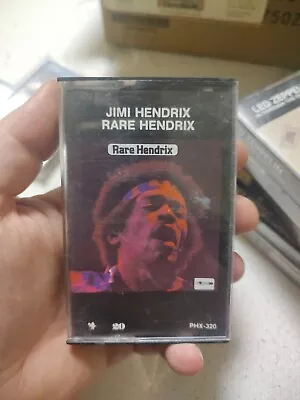 JIMI HENDRIX
RARE HENDRIX
Rare Hendrix
20
PHX-320
LED ZEPPELIN